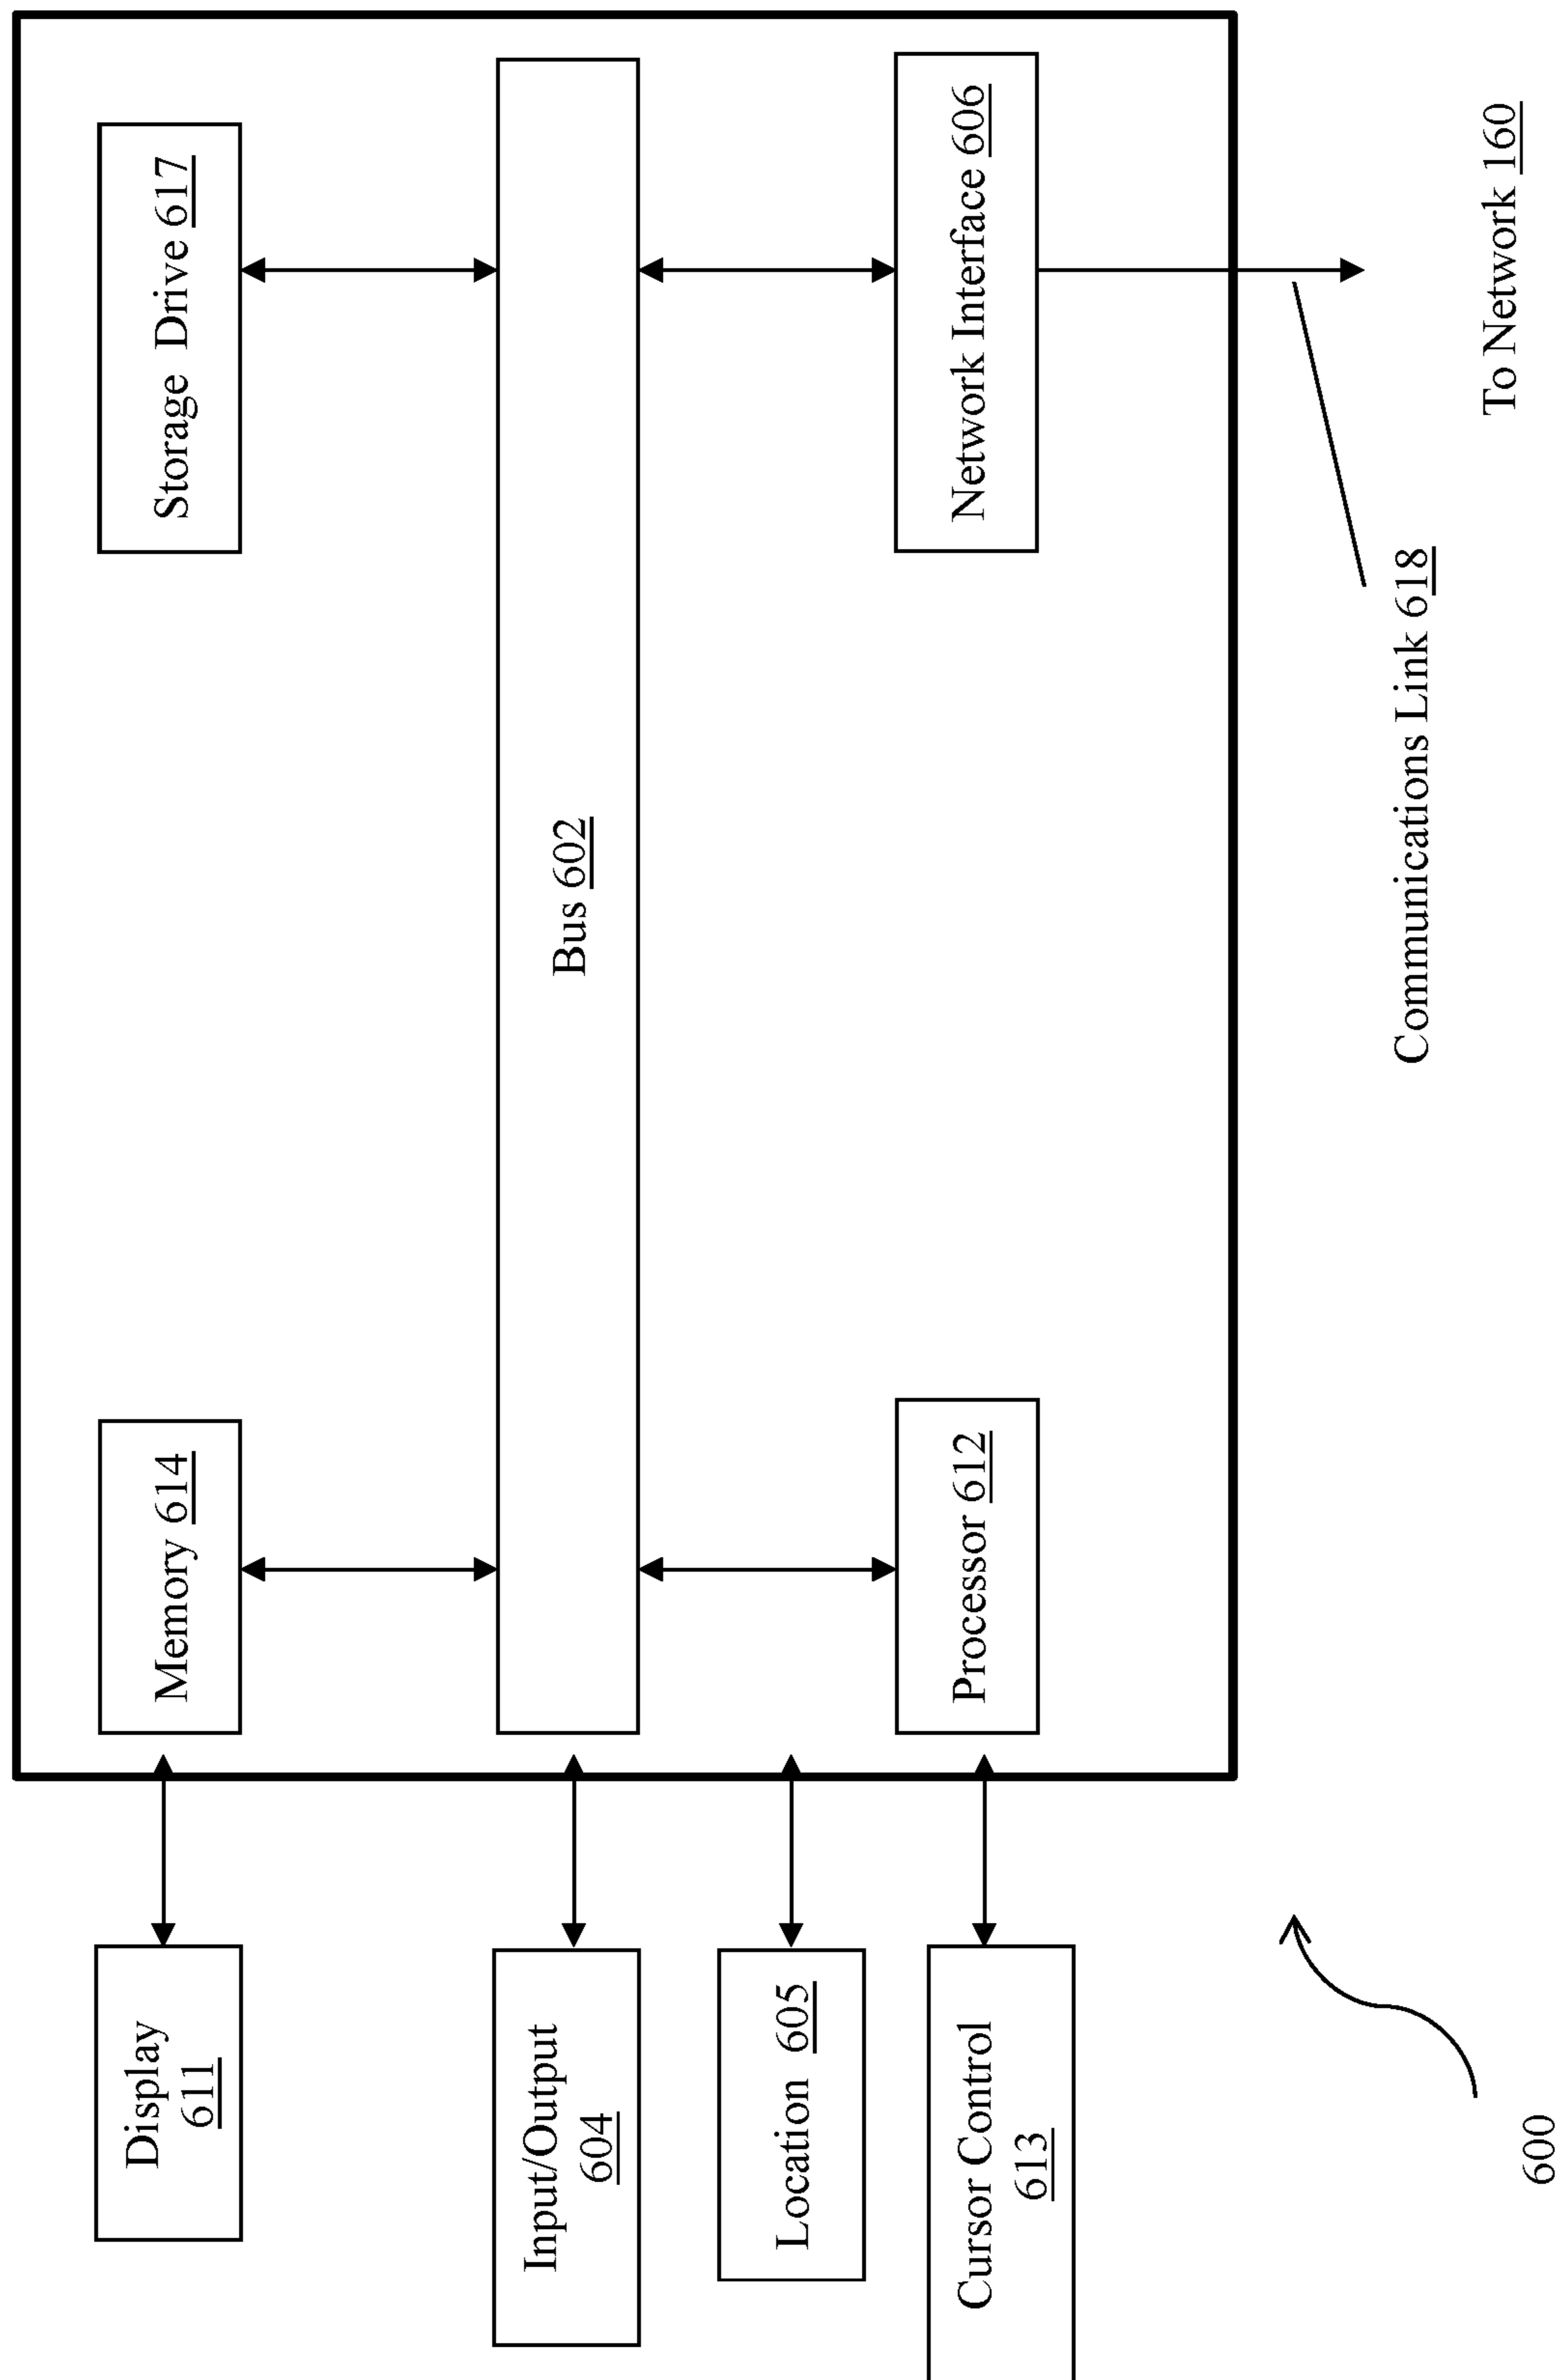 Display
611
Memory 614
Storage Drive 617
Input/Output
604
Bus 602
Location 605
Cursor Control
613
Processor 612
Network Interface 606
Communications Link 618
To Network 160
600